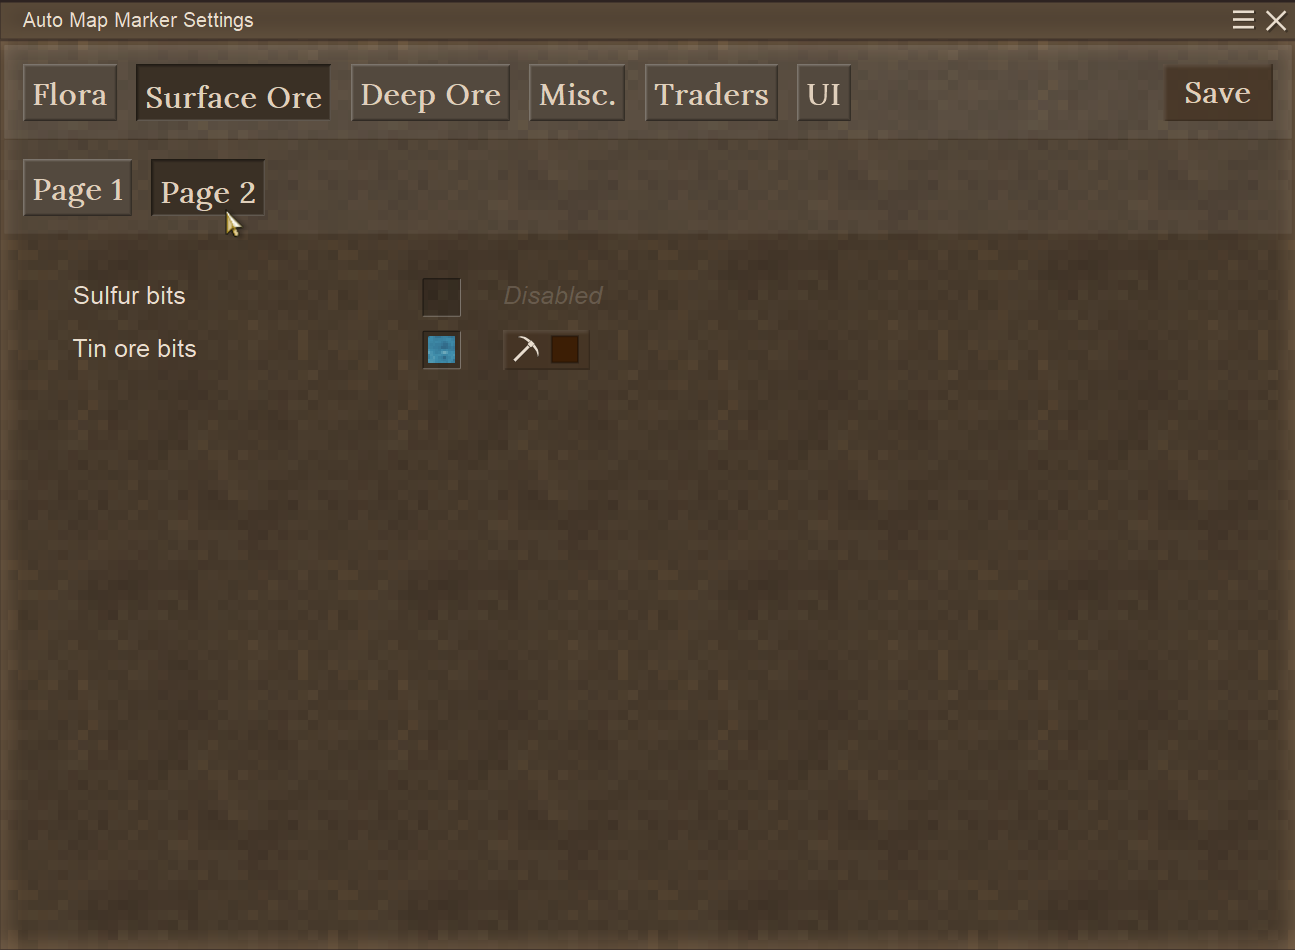 Auto Map Marker Settings
Flora Surface Ore Deep Ore Misc. Traders UI Save
Page 1 Page 2
Sulfur bits Disabled
Tin ore bits